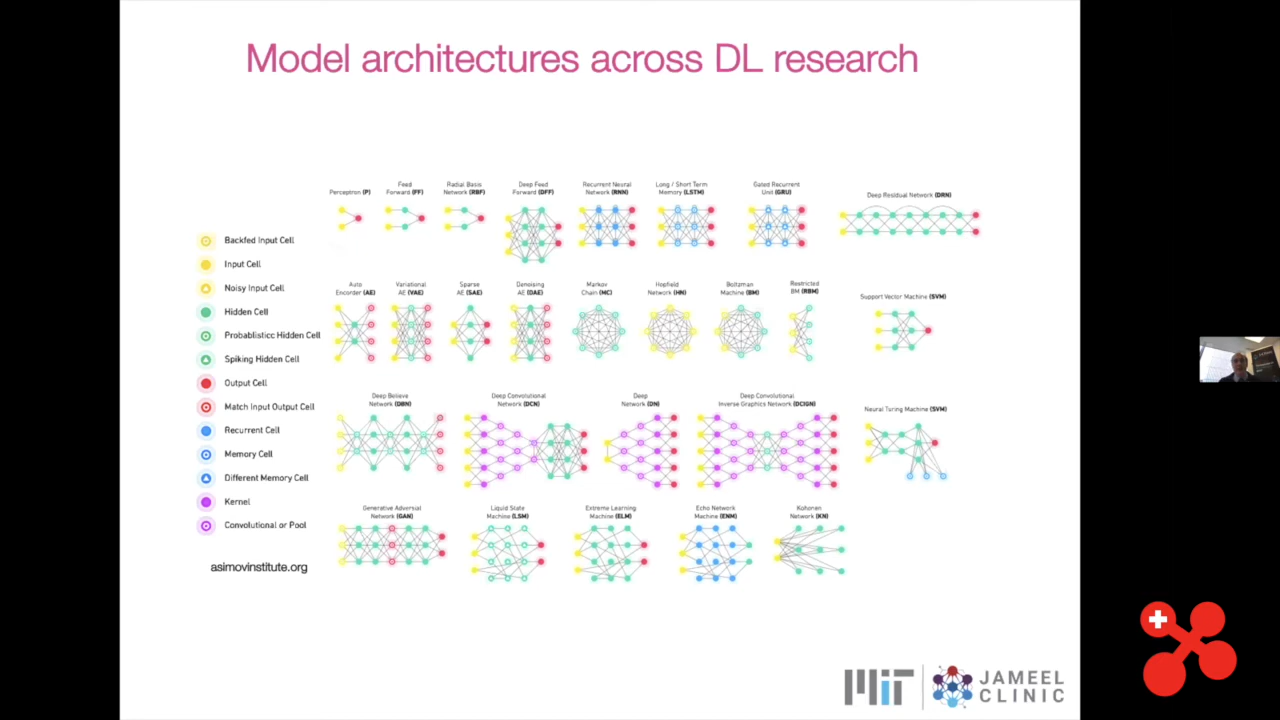 Model architectures across DL research
Perceptron (P)
Feed
Forward (FF)
Radial Basis
Network (RBF)
Deep Feed
Forward (DFF)
Recurrent Neural
Network (RNN)
Long / Short Term
Memory (LSTM)
Gated Recurrent
Unit (GRU)
Deep Residual Network (DRN)
Backfed Input Cell
Input Cell
Noisy Input Cell
Hidden Cell
Probablisticc Hidden Cell
Spiking Hidden Cell
Output Cell
Match Input Output Cell
Recurrent Cell
Memory Cell
Different Memory Cell
Kernel
Convolutional or Pool
asimovinstitute.org
Auto
Encorder (AE)
Variational
AE (VAE)
Sparse
AE (SAE)
Denoising
AE (DAE)
Markov
Chain (MC)
Hopfield
Network (HN)
Boltzman
Machine (BM)
Restricted
BM (RBM)
Support Vector Machine (SVM)
Deep Believe
Network (DBN)
Deep Convolutional
Network (DCN)
Deep
Network (DN)
Deep Convolutional
Inverse Graphics Network (DCIGN)
Neural Turing Machine (SVM)
Generative Adversial
Network (GAN)
Liquid State
Machine (LSM)
Extreme Learning
Machine (ELM)
Echo Network
Machine (ENM)
Kohonen
Network (KN)
MIT
JAMEEL
CLINIC